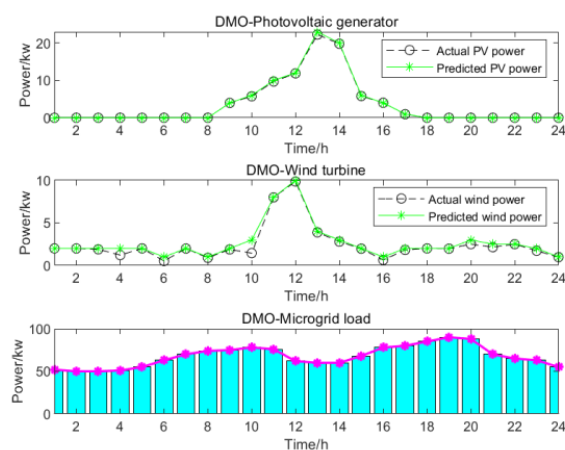 DMO-Photovoltaic generator
20
10
0
Power/kw
Actual PV power
Predicted PV power
2 4 6 8 10 12 14 16 18 20 22 24
Time/h
DMO-Wind turbine
10
5
0
Power/kw
Actual wind power
Predicted wind power
2 4 6 8 10 12 14 16 18 20 22 24
Time/h
DMO-Microgrid load
100
50
0
Power/kw
2 4 6 8 10 12 14 16 18 20 22 24
Time/h